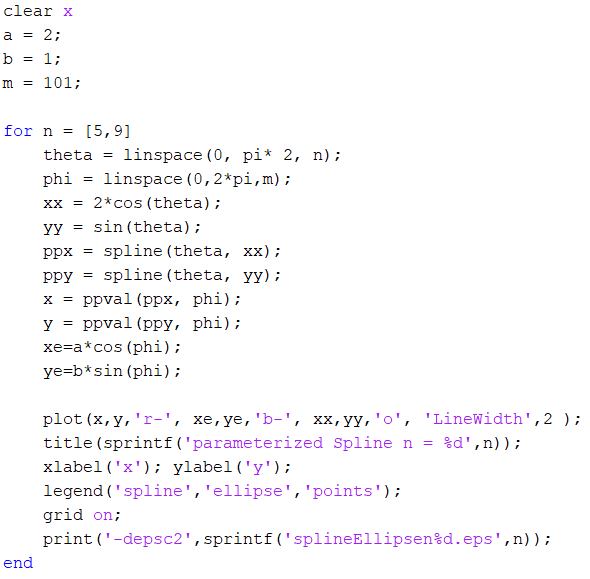 clear x
a = 2;
b = 1;
m = 101;

for n = [5,9]
    theta = linspace(0, pi* 2, n);
    phi = linspace(0,2*pi,m);
    xx = 2*cos(theta);
    yy = sin(theta);
    ppx = spline(theta, xx);
    ppy = spline(theta, yy);
    x = ppval(ppx, phi);
    y = ppval(ppy, phi);
    xe=a*cos(phi);
    ye=b*sin(phi);

    plot(x,y,'r-', xe,ye,'b-', xx,yy,'o', 'LineWidth',2 );
    title(sprintf('parameterized Spline n = %d',n));
    xlabel('x'); ylabel('y');
    legend('spline','ellipse','points');
    grid on;
    print('-depsc2',sprintf('splineEllipsen%d.eps',n));
end